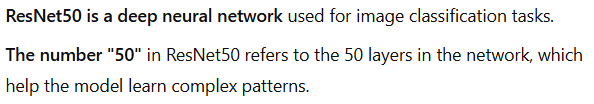 ResNet50 is a deep neural network used for image classification tasks.
The number "50" in ResNet50 refers to the 50 layers in the network, which
help the model learn complex patterns.